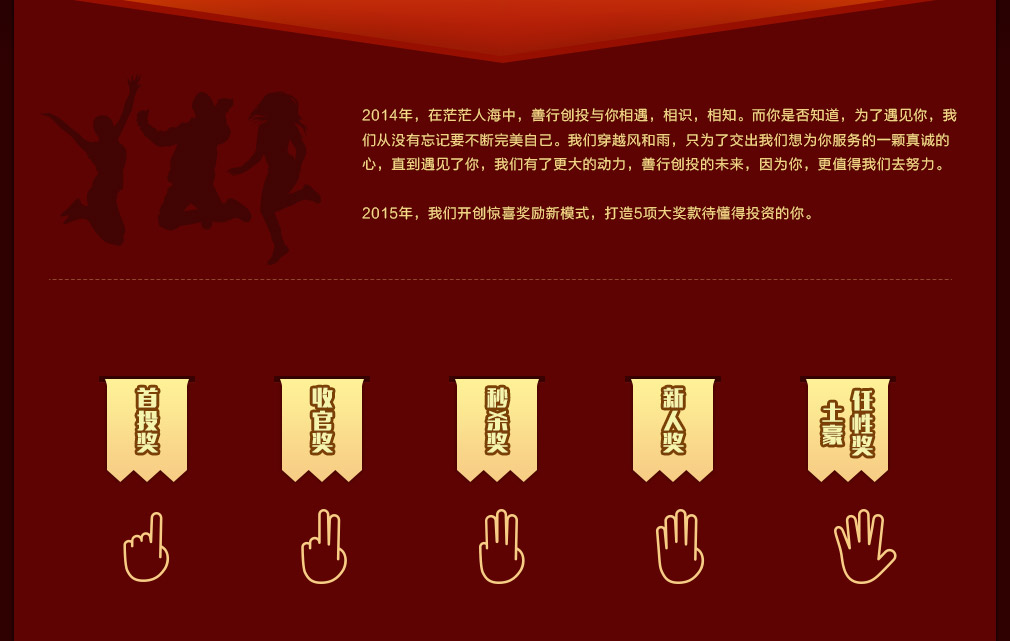 2014年，在茫茫人海中，善行创投与你相遇，相识，相知。而你是否知道，为了遇见你，我
们从没有忘记要不断完美自己。我们穿越风和雨，只为了交出我们想为你服务的一颗真诚的
心，直到遇见了你，我们有了更大的动力，善行创投的未来，因为你，更值得我们去努力。
2015年，我们开创惊喜奖励新模式，打造5项大奖款待懂得投资的你。
首投奖
收官奖
秒杀奖
新人奖
土豪
任性奖